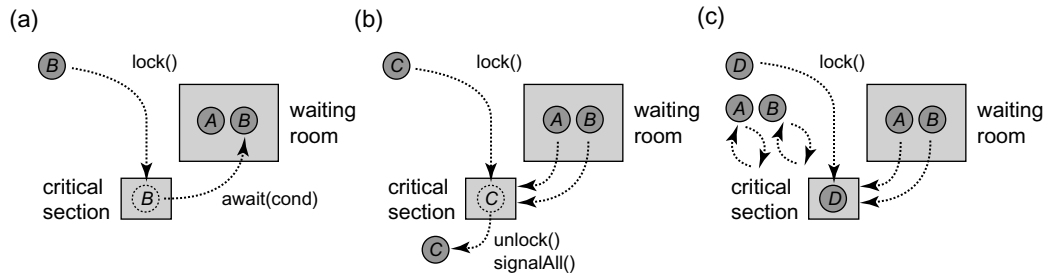 (a)
B
lock()
A B
waiting
room
critical
section
B
await(cond)
(b)
C
lock()
A B
waiting
room
critical
section
C
C
unlock()
signalAll()
(c)
D
lock()
A B
A B
waiting
room
critical
section
D